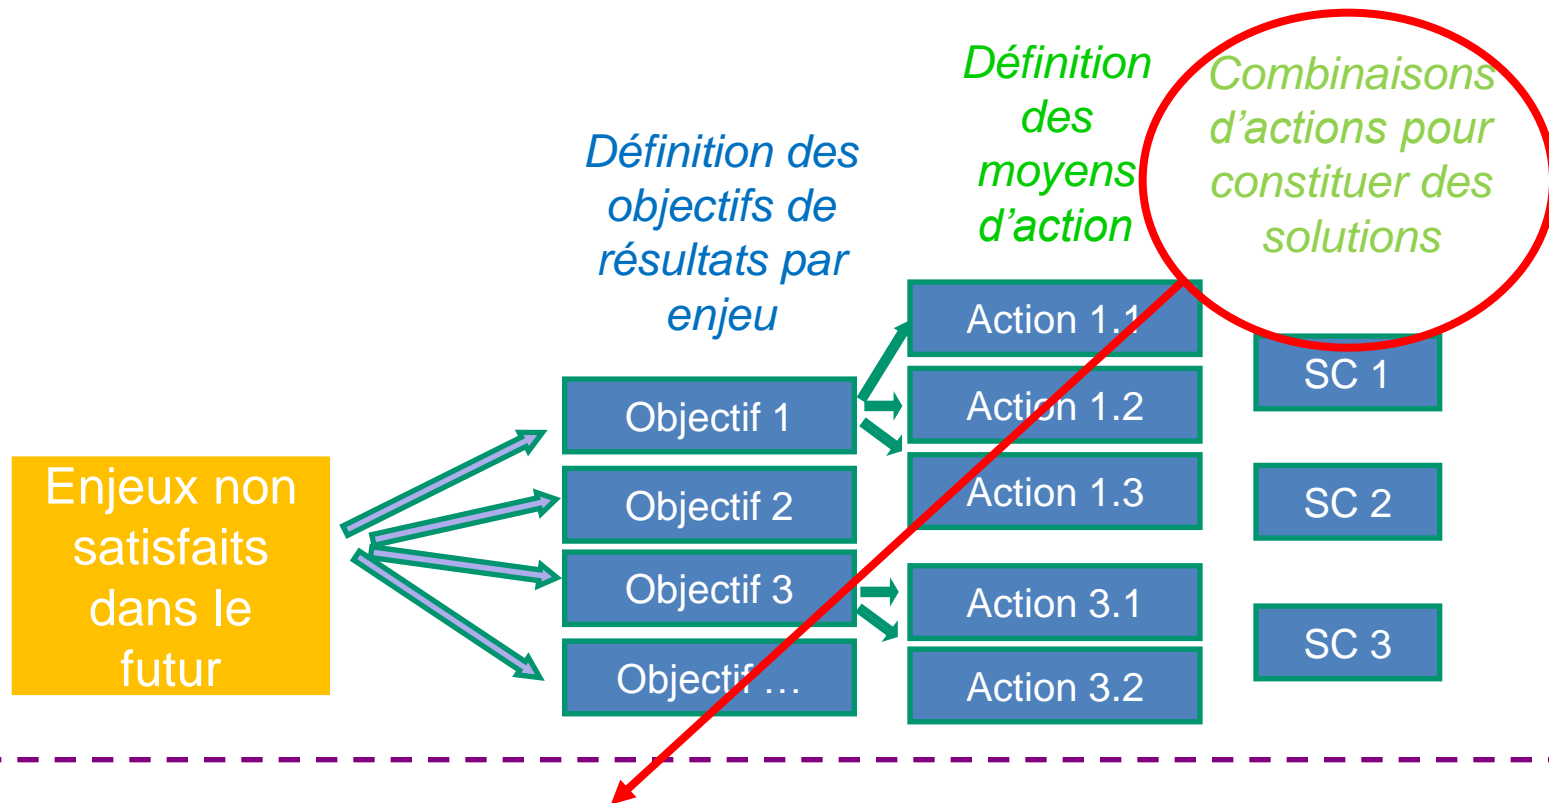 Définition
des
moyens
d’action
Combinaisons
d’actions pour
constituer des
solutions
Définition des
objectifs de
résultats par
enjeu
Enjeux non
satisfaits
dans le
futur
Objectif 1
Objectif 2
Objectif 3
Objectif …
Action 1.1
Action 1.2
Action 1.3
Action 3.1
Action 3.2
SC 1
SC 2
SC 3